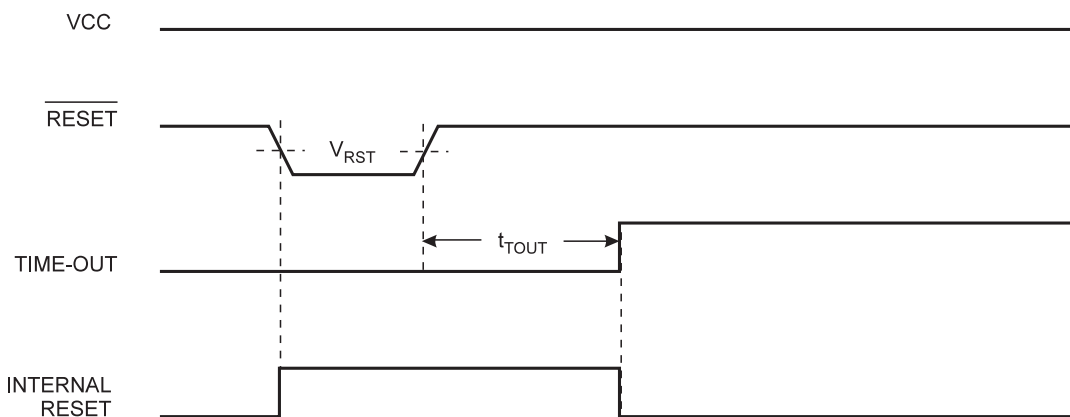 VCC
RESET
V_RST
t_TOUT
TIME-OUT
INTERNAL
RESET